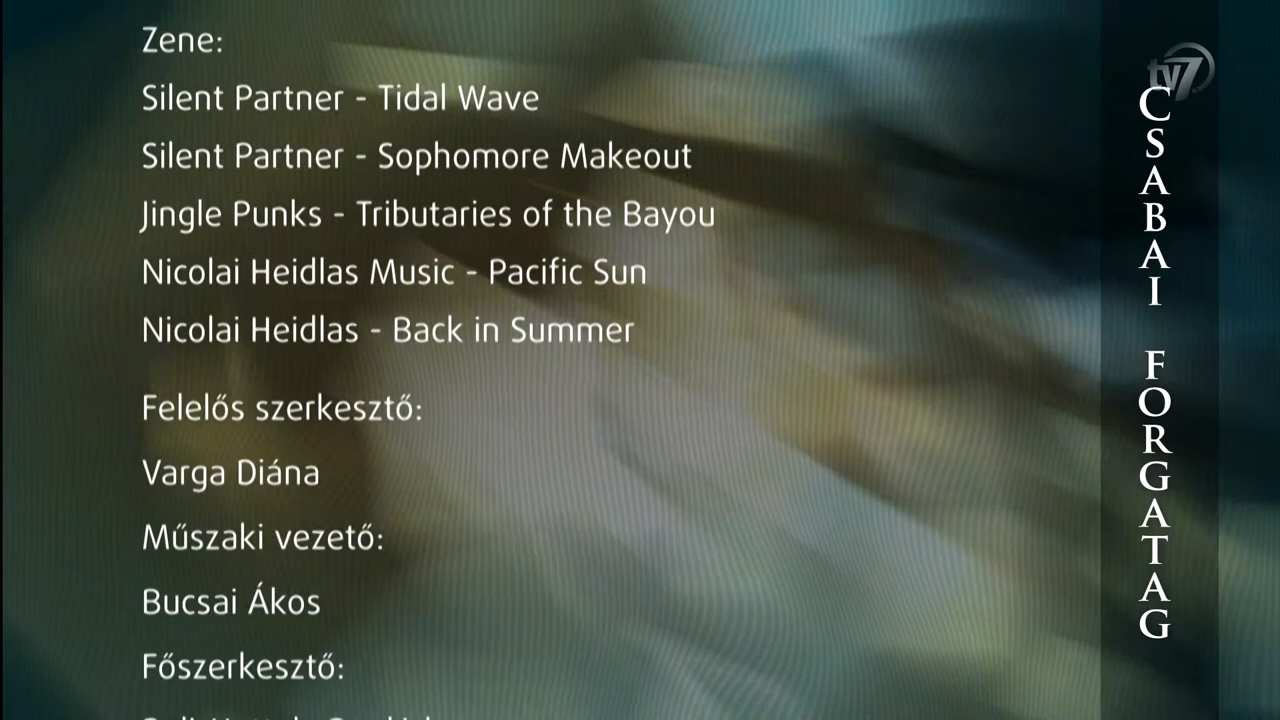 Zene:
Silent Partner - Tidal Wave
Silent Partner - Sophomore Makeout
Jingle Punks - Tributaries of the Bayou
Nicolai Heidlas Music - Pacific Sun
Nicolai Heidlas - Back in Summer
Felelős szerkesztő:
Varga Diána
Műszaki vezető:
Bucsai Ákos
Főszerkesztő:
tv7
CSABAI FORGATAG